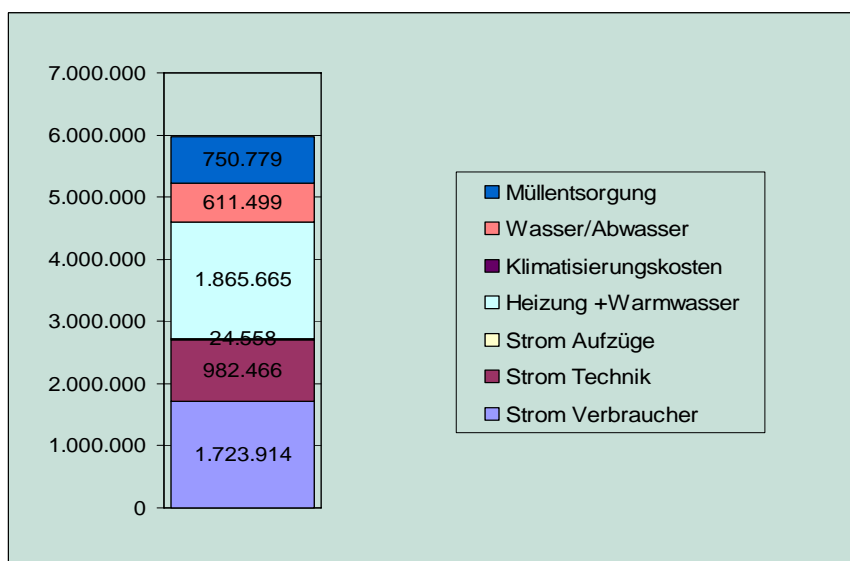 7.000.000
6.000.000
5.000.000
4.000.000
3.000.000
2.000.000
1.000.000
0
750.779
611.499
1.865.665
24.558
982.466
1.723.914
Müllentsorgung
Wasser/Abwasser
Klimatisierungskosten
Heizung +Warmwasser
Strom Aufzüge
Strom Technik
Strom Verbraucher